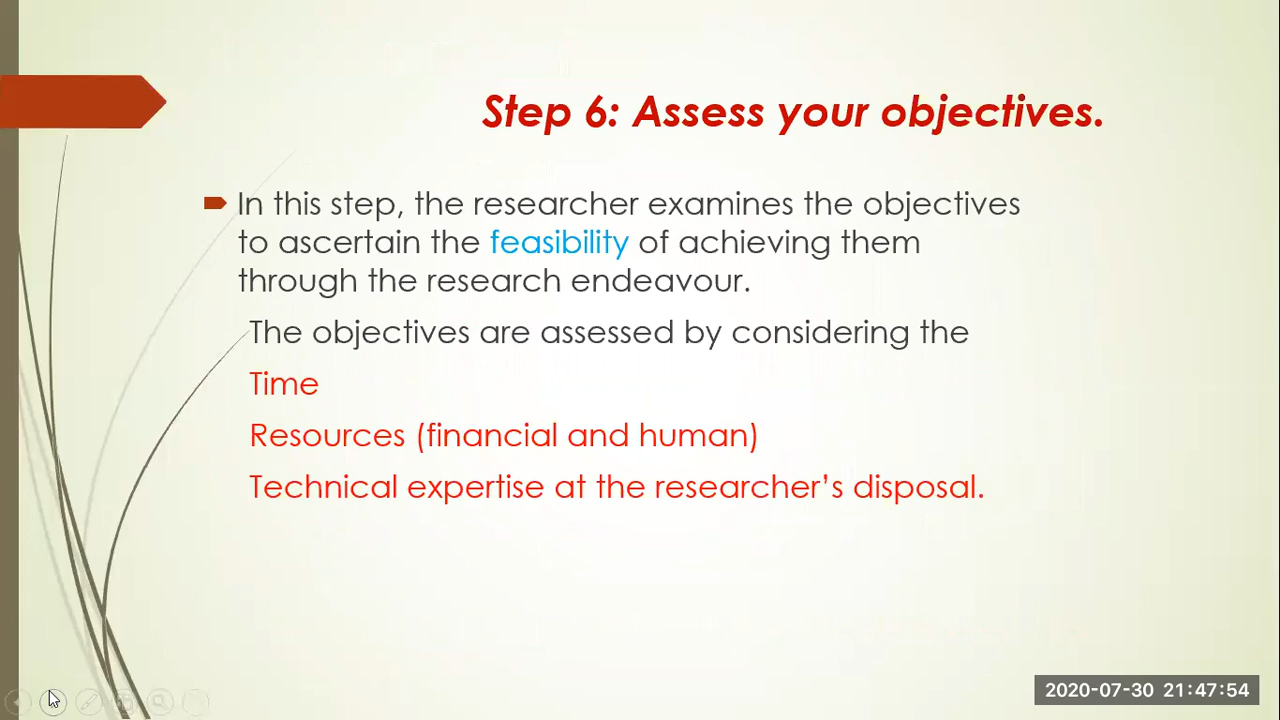 Step 6: Assess your objectives.
In this step, the researcher examines the objectives
to ascertain the feasibility of achieving them
through the research endeavour.
The objectives are assessed by considering the
Time
Resources (financial and human)
Technical expertise at the researcher’s disposal.
2020-07-30 21:47:54